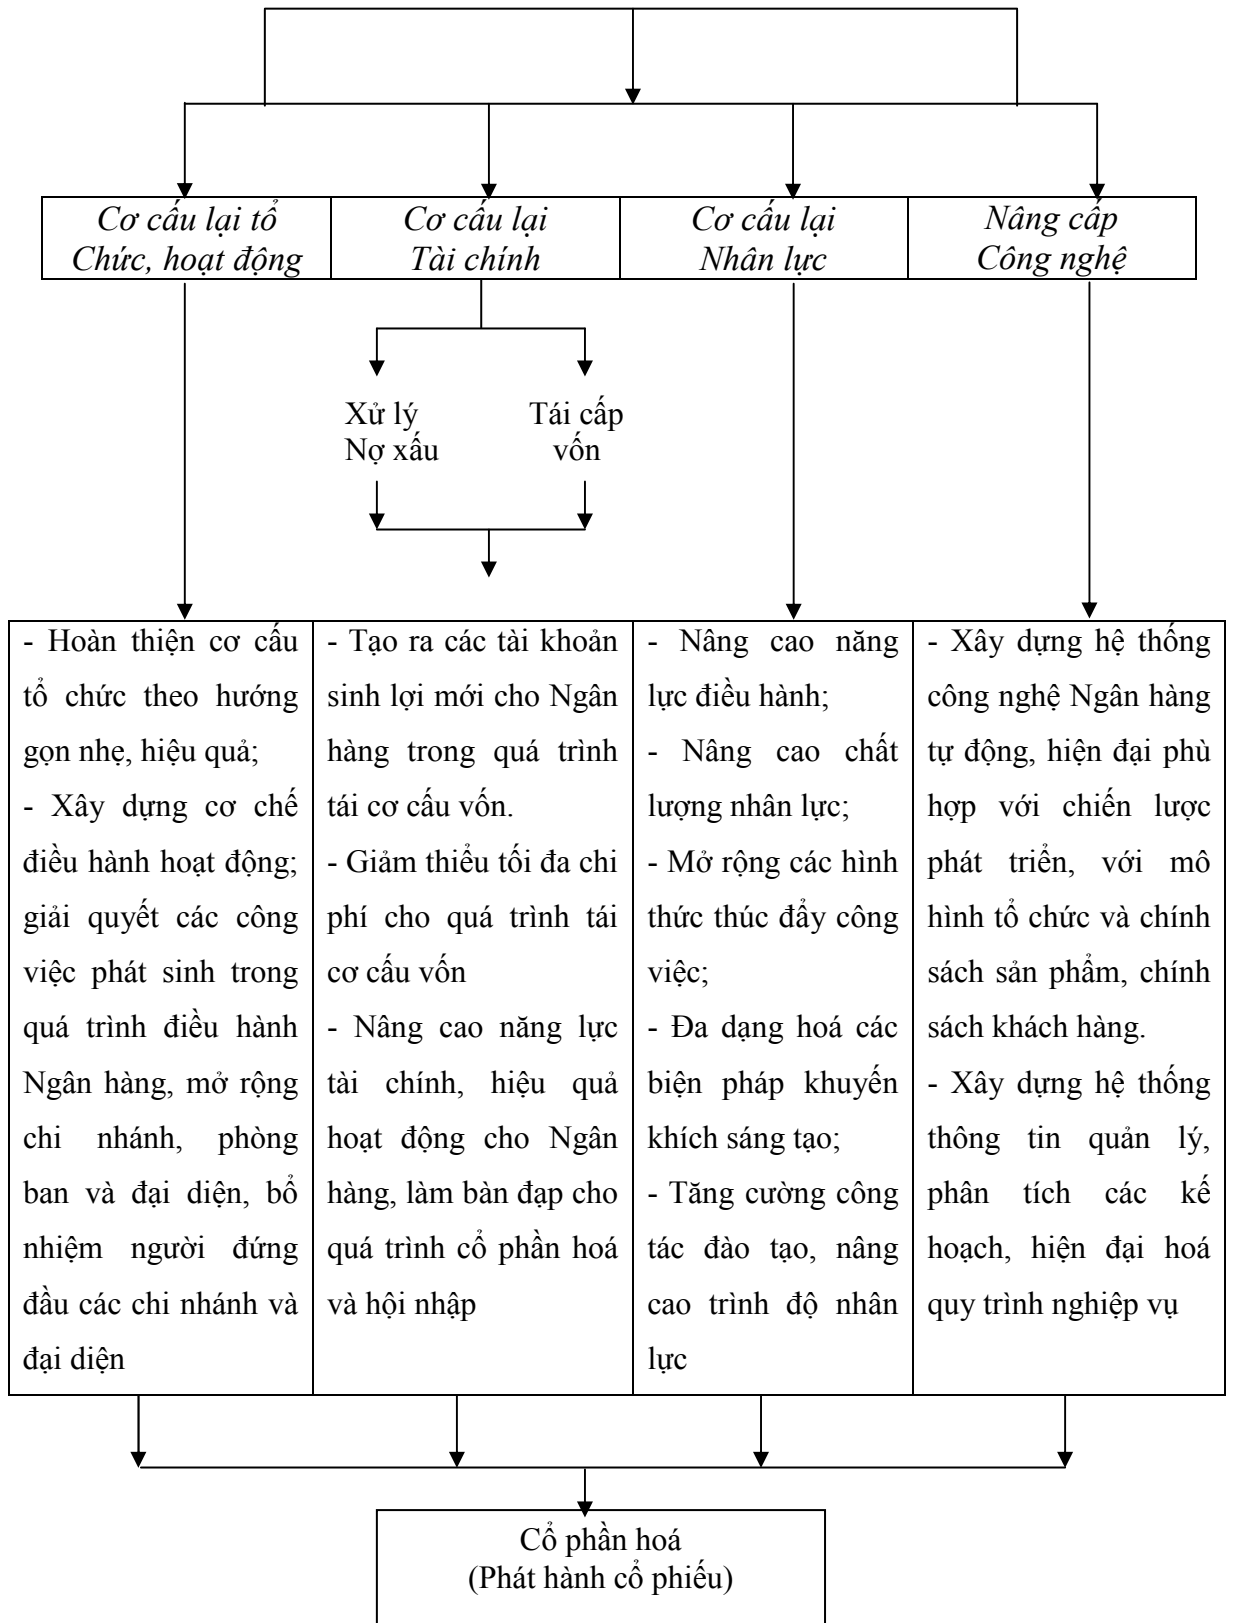 Cơ cấu lại tổ
Chức, hoạt động
Cơ cấu lại
Tài chính
Cơ cấu lại
Nhân lực
Nâng cấp
Công nghệ
Xử lý
Nợ xấu
Tái cấp
vốn
- Hoàn thiện cơ cấu
tổ chức theo hướng
gọn nhẹ, hiệu quả;
- Xây dựng cơ chế
điều hành hoạt động;
giải quyết các công
việc phát sinh trong
quá trình điều hành
Ngân hàng, mở rộng
chi nhánh, phòng
ban và đại diện, bổ
nhiệm người đứng
đầu các chi nhánh và
đại diện
- Tạo ra các tài khoản
sinh lợi mới cho Ngân
hàng trong quá trình
tái cơ cấu vốn.
- Giảm thiểu tối đa chi
phí cho quá trình tái
cơ cấu vốn
- Nâng cao năng lực
tài chính, hiệu quả
hoạt động cho Ngân
hàng, làm bàn đạp cho
quá trình cổ phần hoá
và hội nhập
- Nâng cao năng
lực điều hành;
- Nâng cao chất
lượng nhân lực;
- Mở rộng các hình
thức thúc đẩy công
việc;
- Đa dạng hoá các
biện pháp khuyến
khích sáng tạo;
- Tăng cường công
tác đào tạo, nâng
cao trình độ nhân
lực
- Xây dựng hệ thống
công nghệ Ngân hàng
tự động, hiện đại phù
hợp với chiến lược
phát triển, với mô
hình tổ chức và chính
sách sản phẩm, chính
sách khách hàng.
- Xây dựng hệ thống
thông tin quản lý,
phân tích các kế
hoạch, hiện đại hoá
quy trình nghiệp vụ
Cổ phần hoá
(Phát hành cổ phiếu)